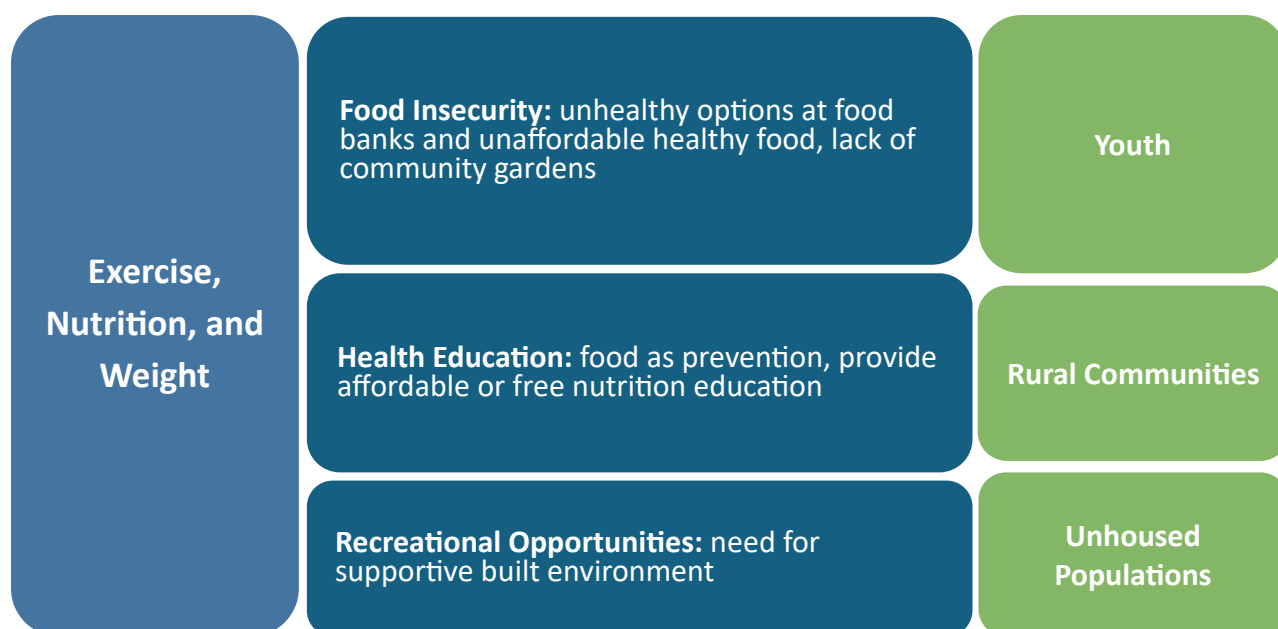 Exercise,
Nutrition, and
Weight
Food Insecurity: unhealthy options at food
banks and unaffordable healthy food, lack of
community gardens
Youth
Health Education: food as prevention, provide
affordable or free nutrition education
Rural Communities
Recreational Opportunities: need for
supportive built environment
Unhoused
Populations